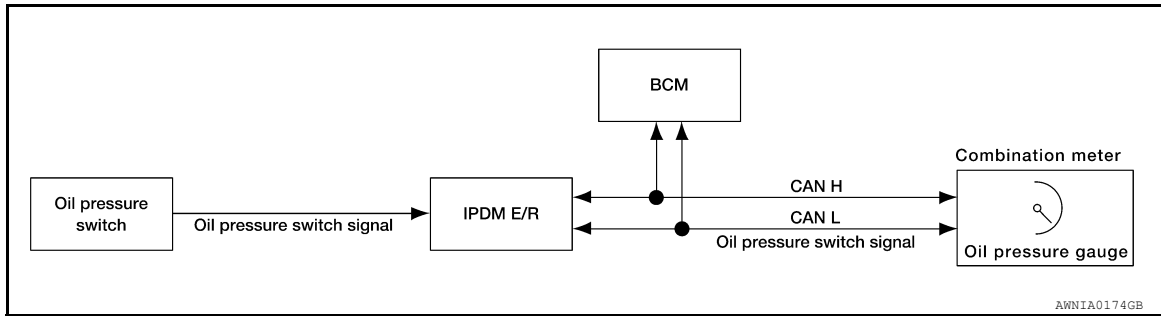 BCM
Combination meter
Oil pressure
switch
Oil pressure switch signal
IPDM E/R
CAN H
CAN L
Oil pressure switch signal
Oil pressure gauge
AWNIA0174GB